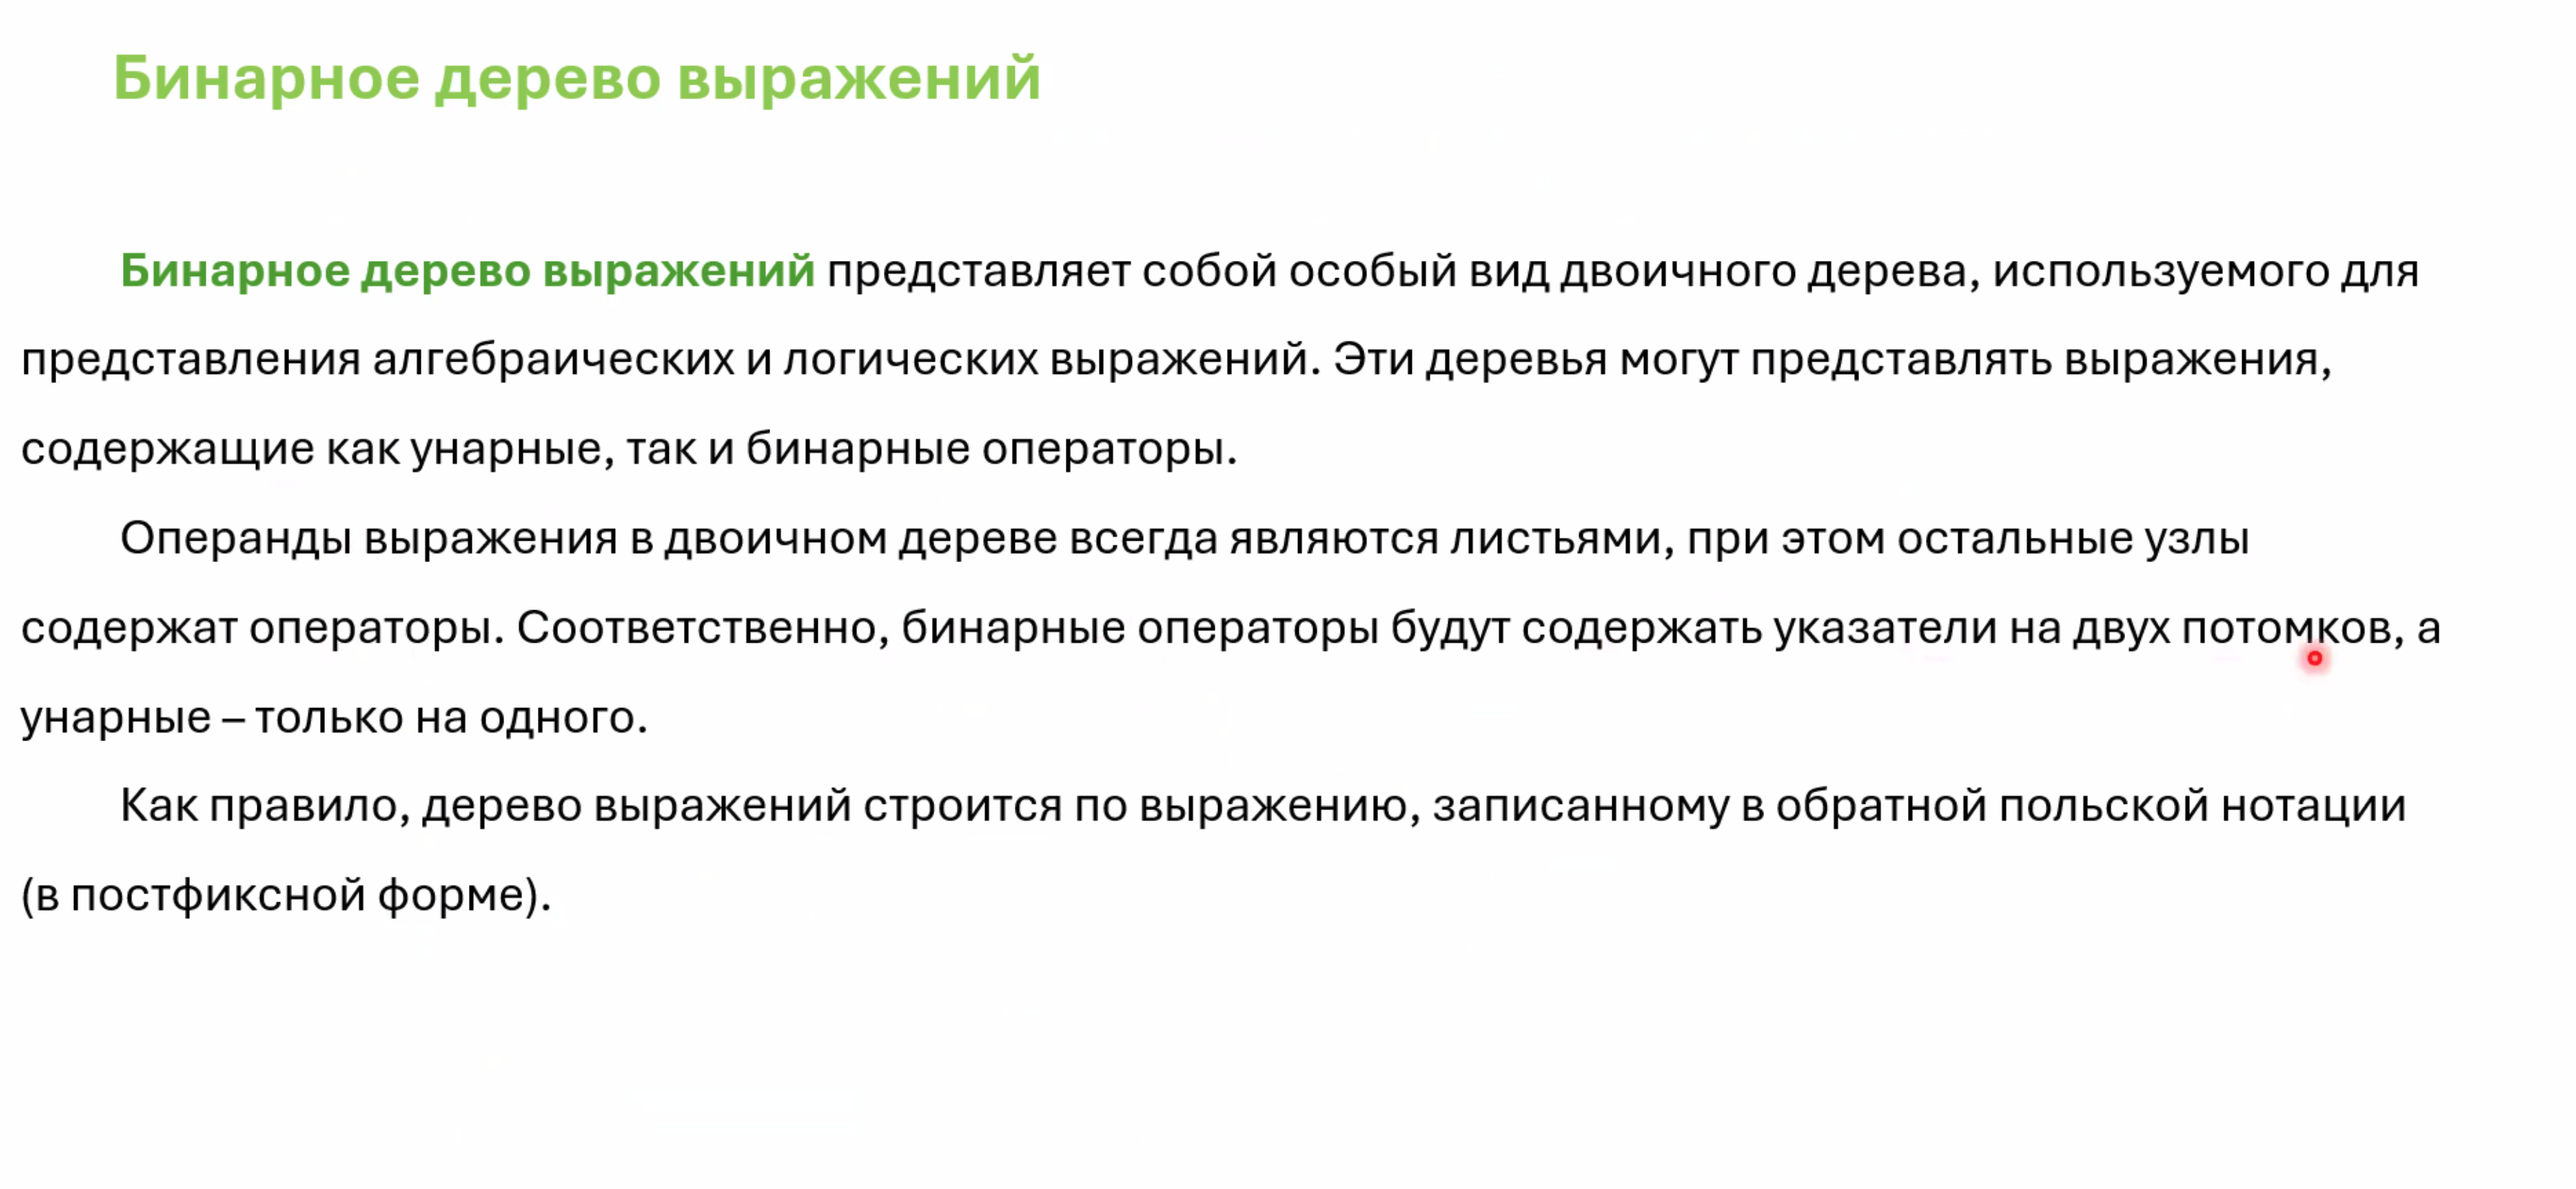 Бинарное дерево выражений
Бинарное дерево выражений представляет собой особый вид двоичного дерева, используемого для
представления алгебраических и логических выражений. Эти деревья могут представлять выражения,
содержащие как унарные, так и бинарные операторы.
Операнды выражения в двоичном дереве всегда являются листьями, при этом остальные узлы
содержат операторы. Соответственно, бинарные операторы будут содержать указатели на двух потомков, а
унарные – только на одного.
Как правило, дерево выражений строится по выражению, записанному в обратной польской нотации
(в постфиксной форме).